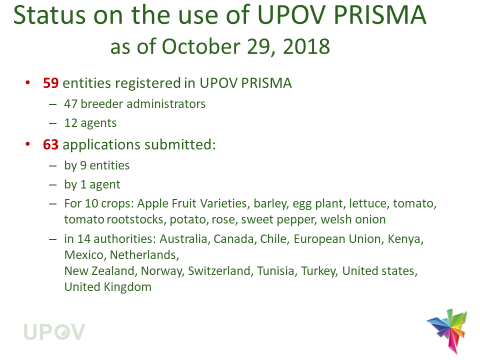 Status on the use of UPOV PRISMA
as of October 29, 2018
• 59 entities registered in UPOV PRISMA
– 47 breeder administrators
– 12 agents
• 63 applications submitted:
– by 9 entities
– by 1 agent
– For 10 crops: Apple Fruit Varieties, barley, egg plant, lettuce, tomato,
tomato rootstocks, potato, rose, sweet pepper, welsh onion
– in 14 authorities: Australia, Canada, Chile, European Union, Kenya,
Mexico, Netherlands,
New Zealand, Norway, Switzerland, Tunisia, Turkey, United states,
United Kingdom
UPOV